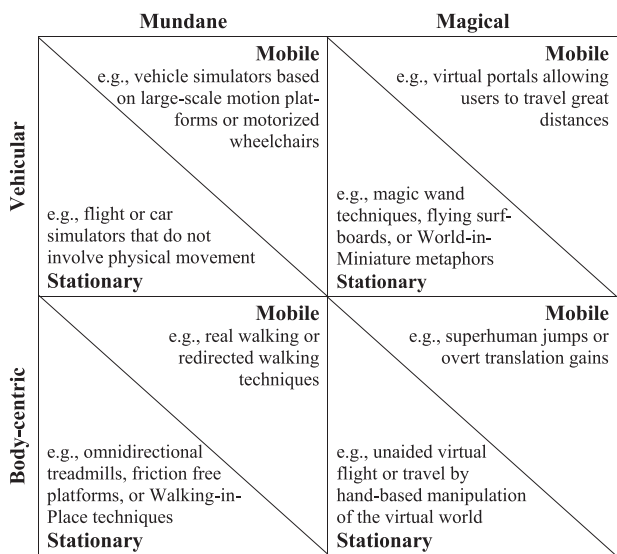 Mundane
Magical
Vehicular
Mobile
e.g., vehicle simulators based
on large-scale motion plat-
forms or motorized
wheelchairs
e.g., flight or car
simulators that do not
involve physical movement
Stationary
Mobile
e.g., virtual portals allowing
users to travel great
distances
e.g., magic wand
techniques, flying surf-
boards, or World-in-
Miniature metaphors
Stationary
Body-centric
Mobile
e.g., real walking or
redirected walking
techniques
e.g., omnidirectional
treadmills, friction free
platforms, or Walking-in-
Place techniques
Stationary
Mobile
e.g., superhuman jumps or
overt translation gains
e.g., unaided virtual
flight or travel by
hand-based manipulation
of the virtual world
Stationary